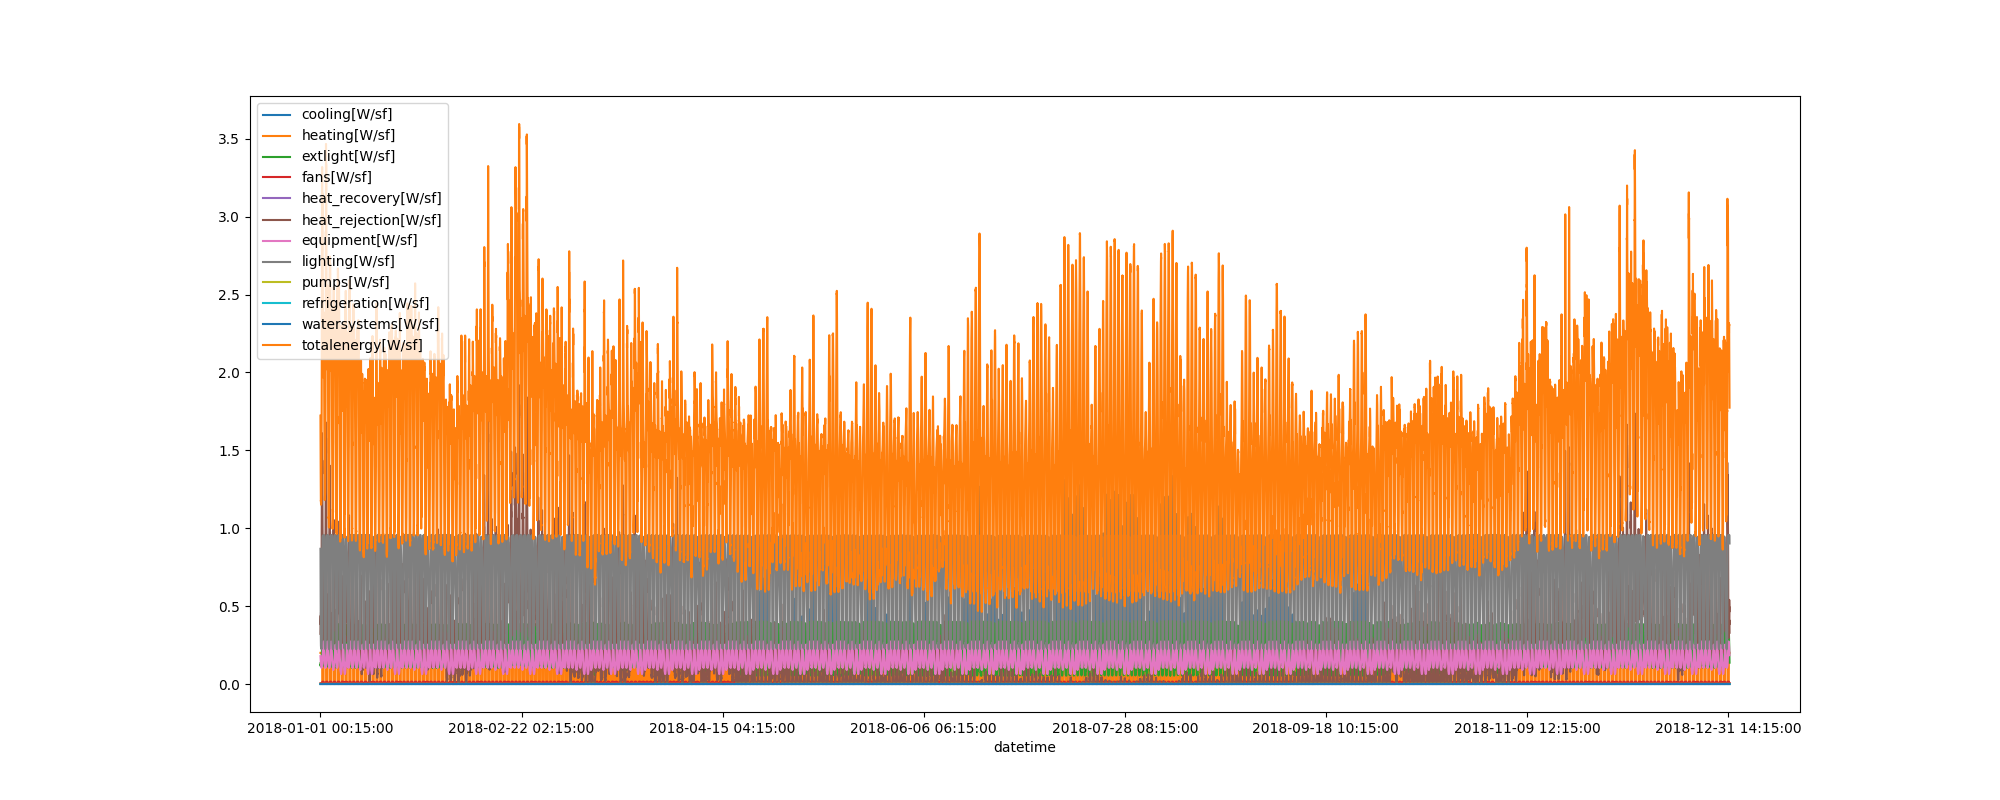 cooling[W/sf]
heating[W/sf]
extlight[W/sf]
fans[W/sf]
heat_recovery[W/sf]
heat_rejection[W/sf]
equipment[W/sf]
lighting[W/sf]
pumps[W/sf]
refrigeration[W/sf]
watersystems[W/sf]
totalenergy[W/sf]
3.5
3.0
2.5
2.0
1.5
1.0
0.5
0.0
2018-01-01 00:15:00 2018-02-22 02:15:00 2018-04-15 04:15:00 2018-06-06 06:15:00 2018-07-28 08:15:00 2018-09-18 10:15:00 2018-11-09 12:15:00 2018-12-31 14:15:00
datetime